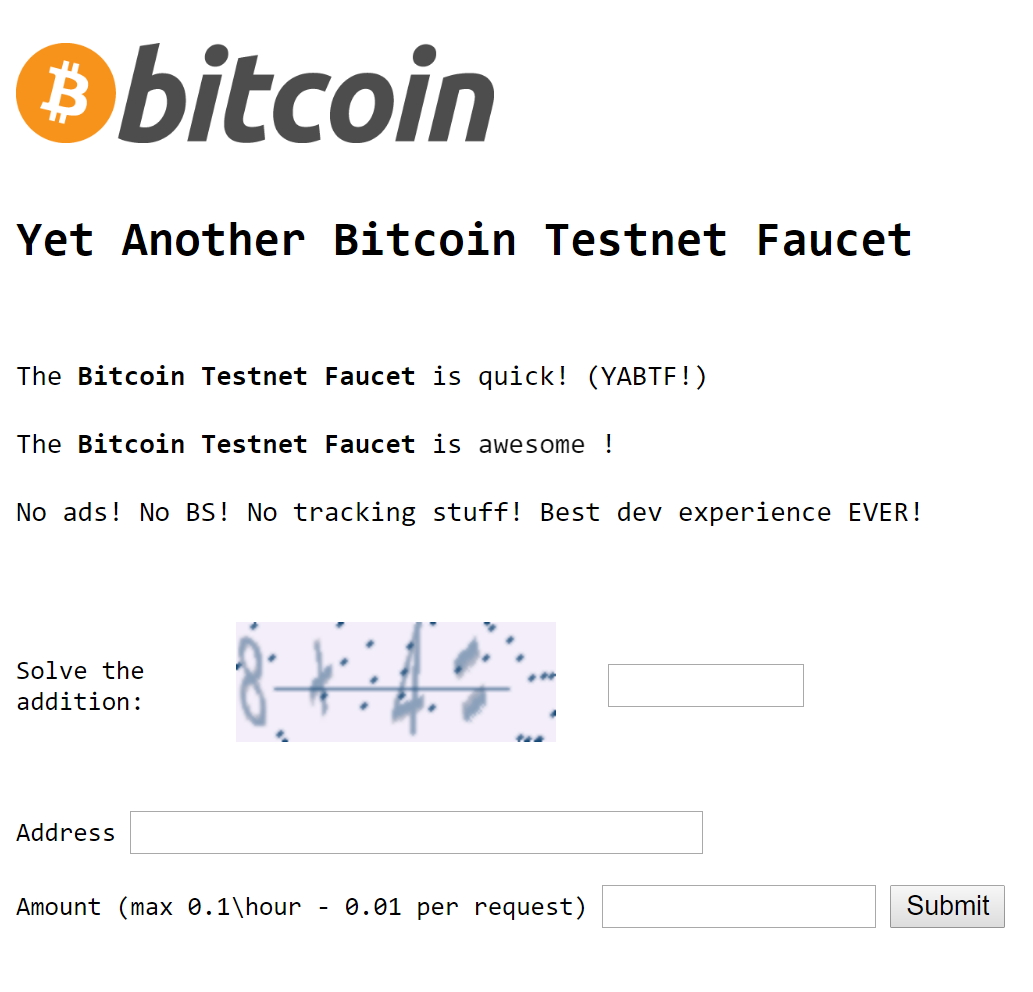 bitcoin
Yet Another Bitcoin Testnet Faucet
The Bitcoin Testnet Faucet is quick! (YABTF!)
The Bitcoin Testnet Faucet is awesome !
No ads! No BS! No tracking stuff! Best dev experience EVER!
Solve the
addition:
Address
Amount (max 0.1\hour - 0.01 per request)
Submit